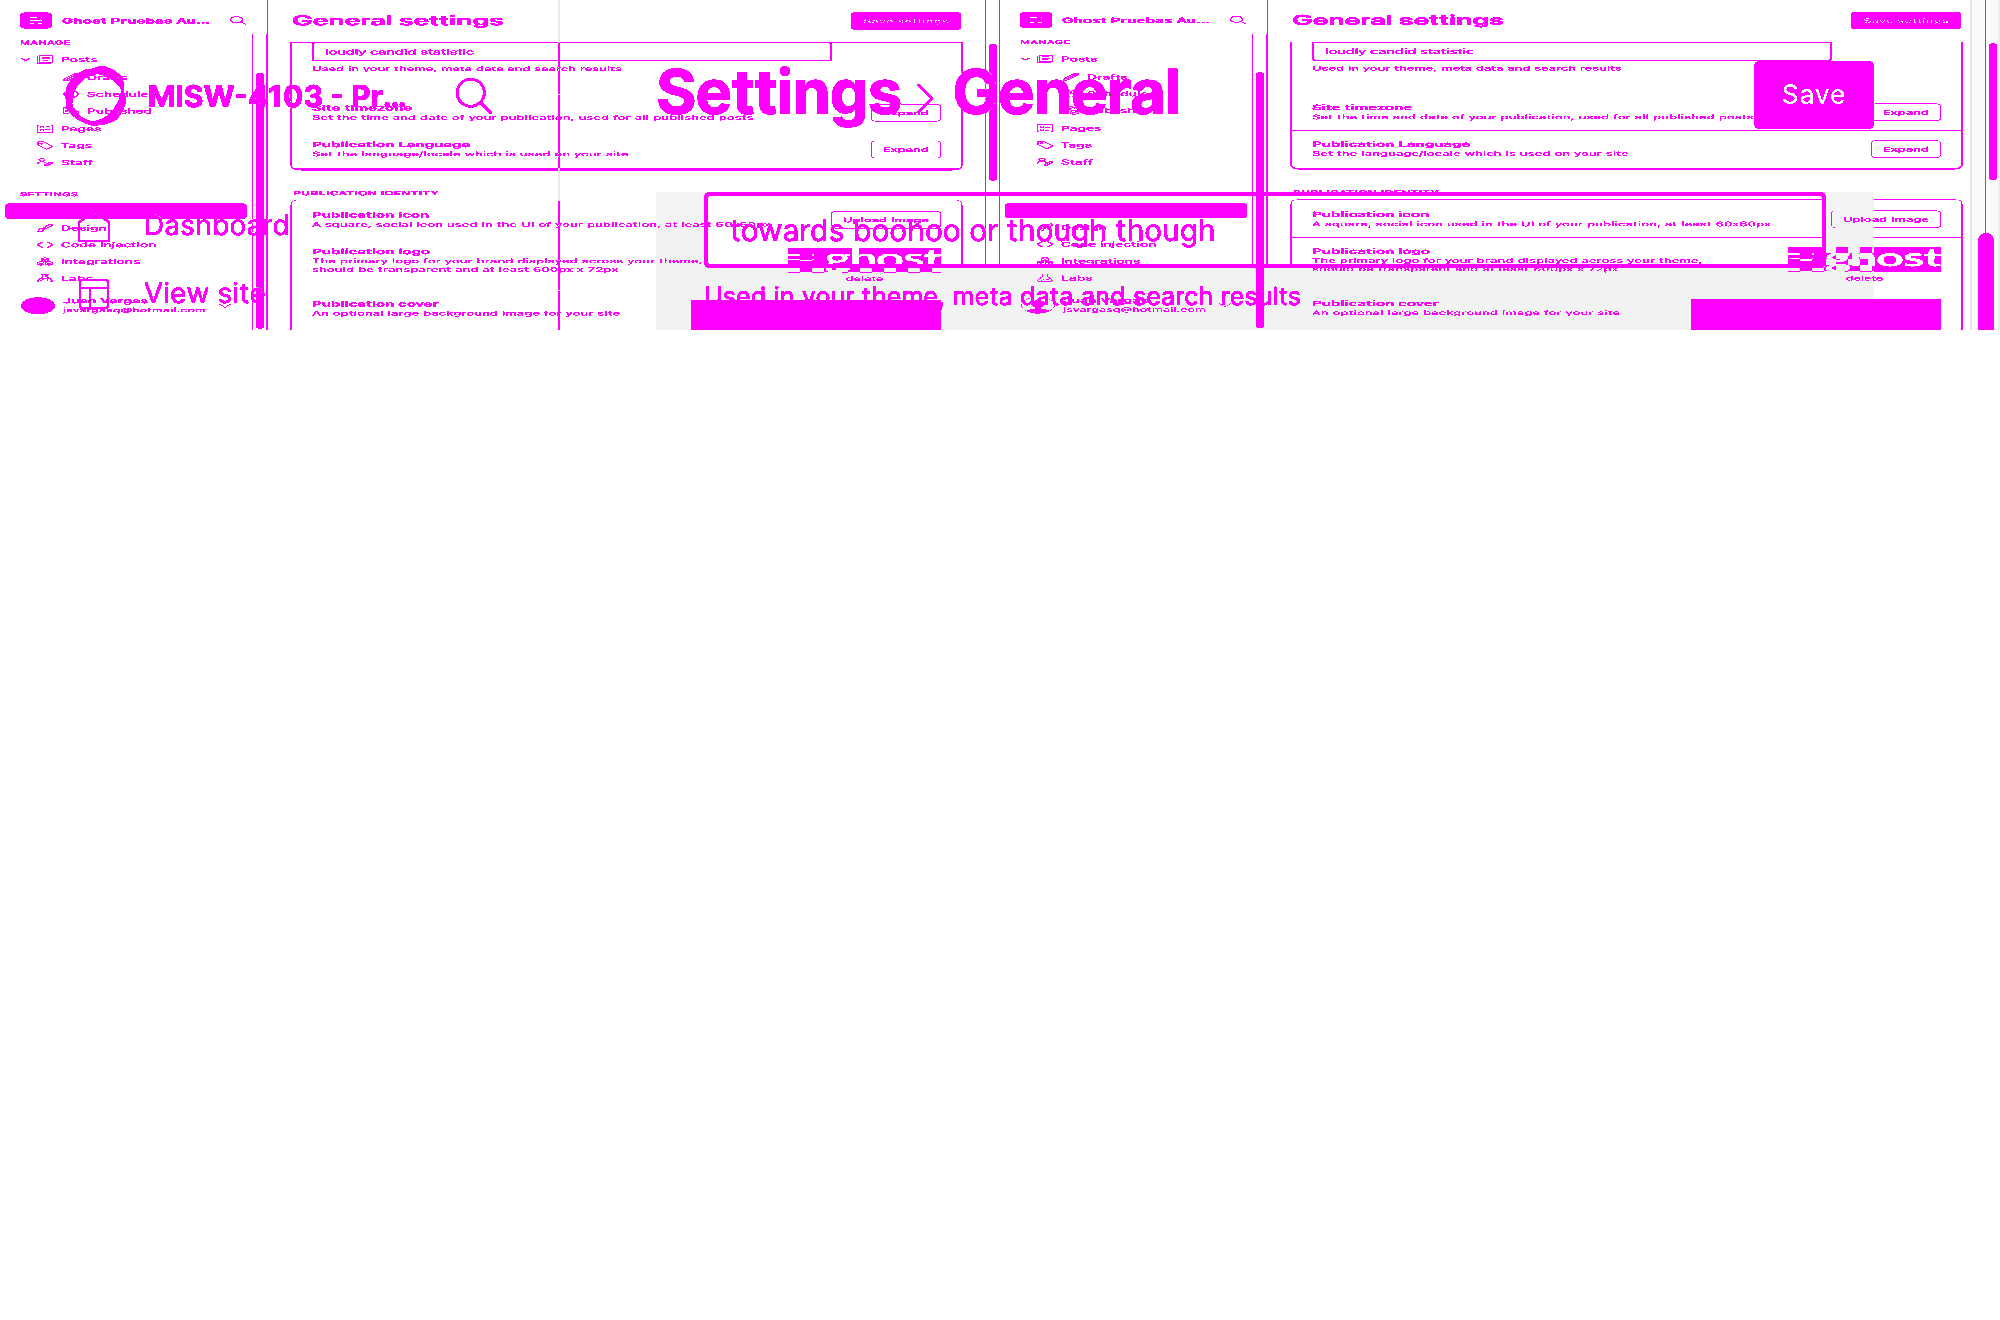 Ghost Pruebas Au...
General settings
Save settings
Ghost Pruebas Au...
General settings
Save settings
MANAGE
loudly candid statistic
MANAGE
loudly candid statistic
Posts
Used in your theme, meta data and search results
Posts
Used in your theme, meta data and search results
Drafts
MISW-4103 - Pr...
Settings > General
Save
Schedule
Published
Site timezone
Set the time and date of your publication, used for all published posts
Expand
Site timezone
Set the time and date of your publication, used for all published posts
Expand
Pages
Pages
Tags
Publication Language
Set the language/locale which is used on your site
Expand
Tags
Publication Language
Set the language/locale which is used on your site
Expand
Staff
Staff
SETTINGS
PUBLICATION IDENTITY
PUBLICATION IDENTITY
Dashboard
Publication icon
A square, social icon used in the UI of your publication, at least 60x60px
Upload Image
towards boohoo or though though
Publication icon
A square, social icon used in the UI of your publication, at least 60x60px
Upload Image
Design
Code injection
Code injection
Integrations
Publication logo
The primary logo for your brand displayed across your theme,
should be transparent and at least 600px x 72px
ghost
delete
Integrations
Publication logo
The primary logo for your brand displayed across your theme,
should be transparent and at least 600px x 72px
ghost
delete
Labs
Labs
View site
Used in your theme, meta data and search results
Juan Vargas
jsvargasq@hotmail.com
Publication cover
An optional large background image for your site
jsvargasq@hotmail.com
Publication cover
An optional large background image for your site